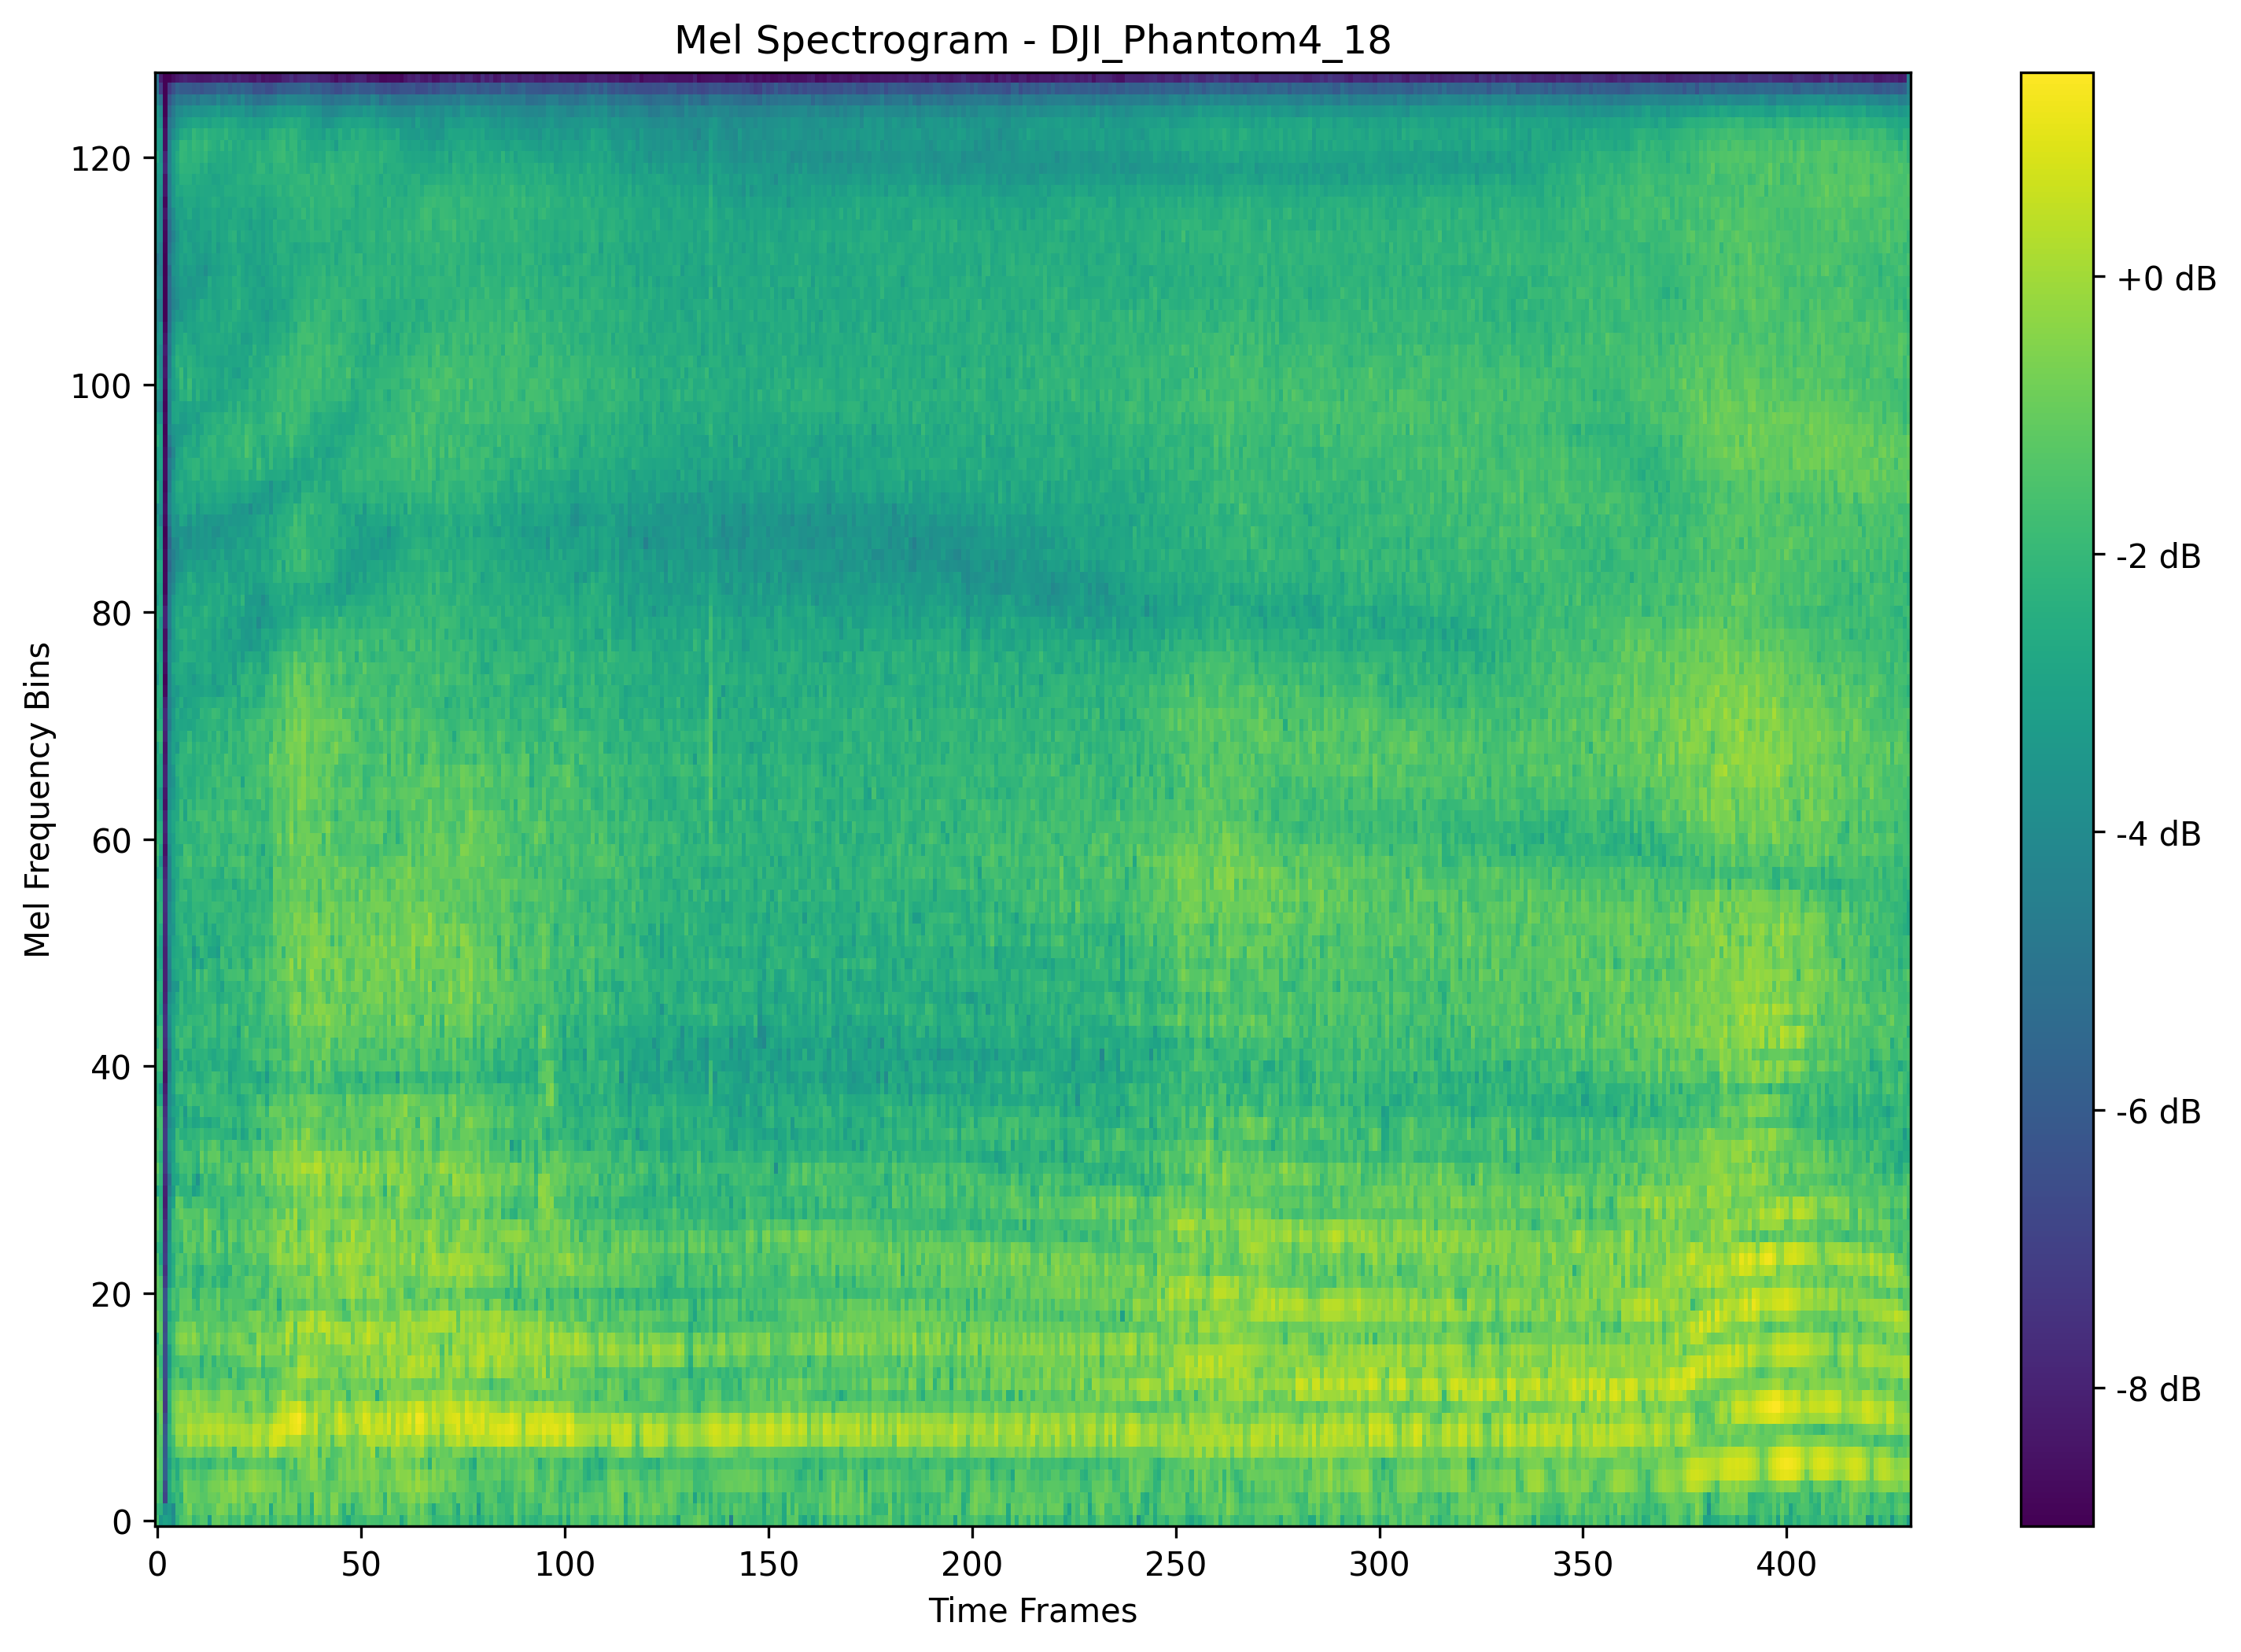 Mel Spectrogram - DJI_Phantom4_18
Mel Frequency Bins
120
100
80
60
40
20
0
0 50 100 150 200 250 300 350 400
Time Frames
+0 dB
-2 dB
-4 dB
-6 dB
-8 dB